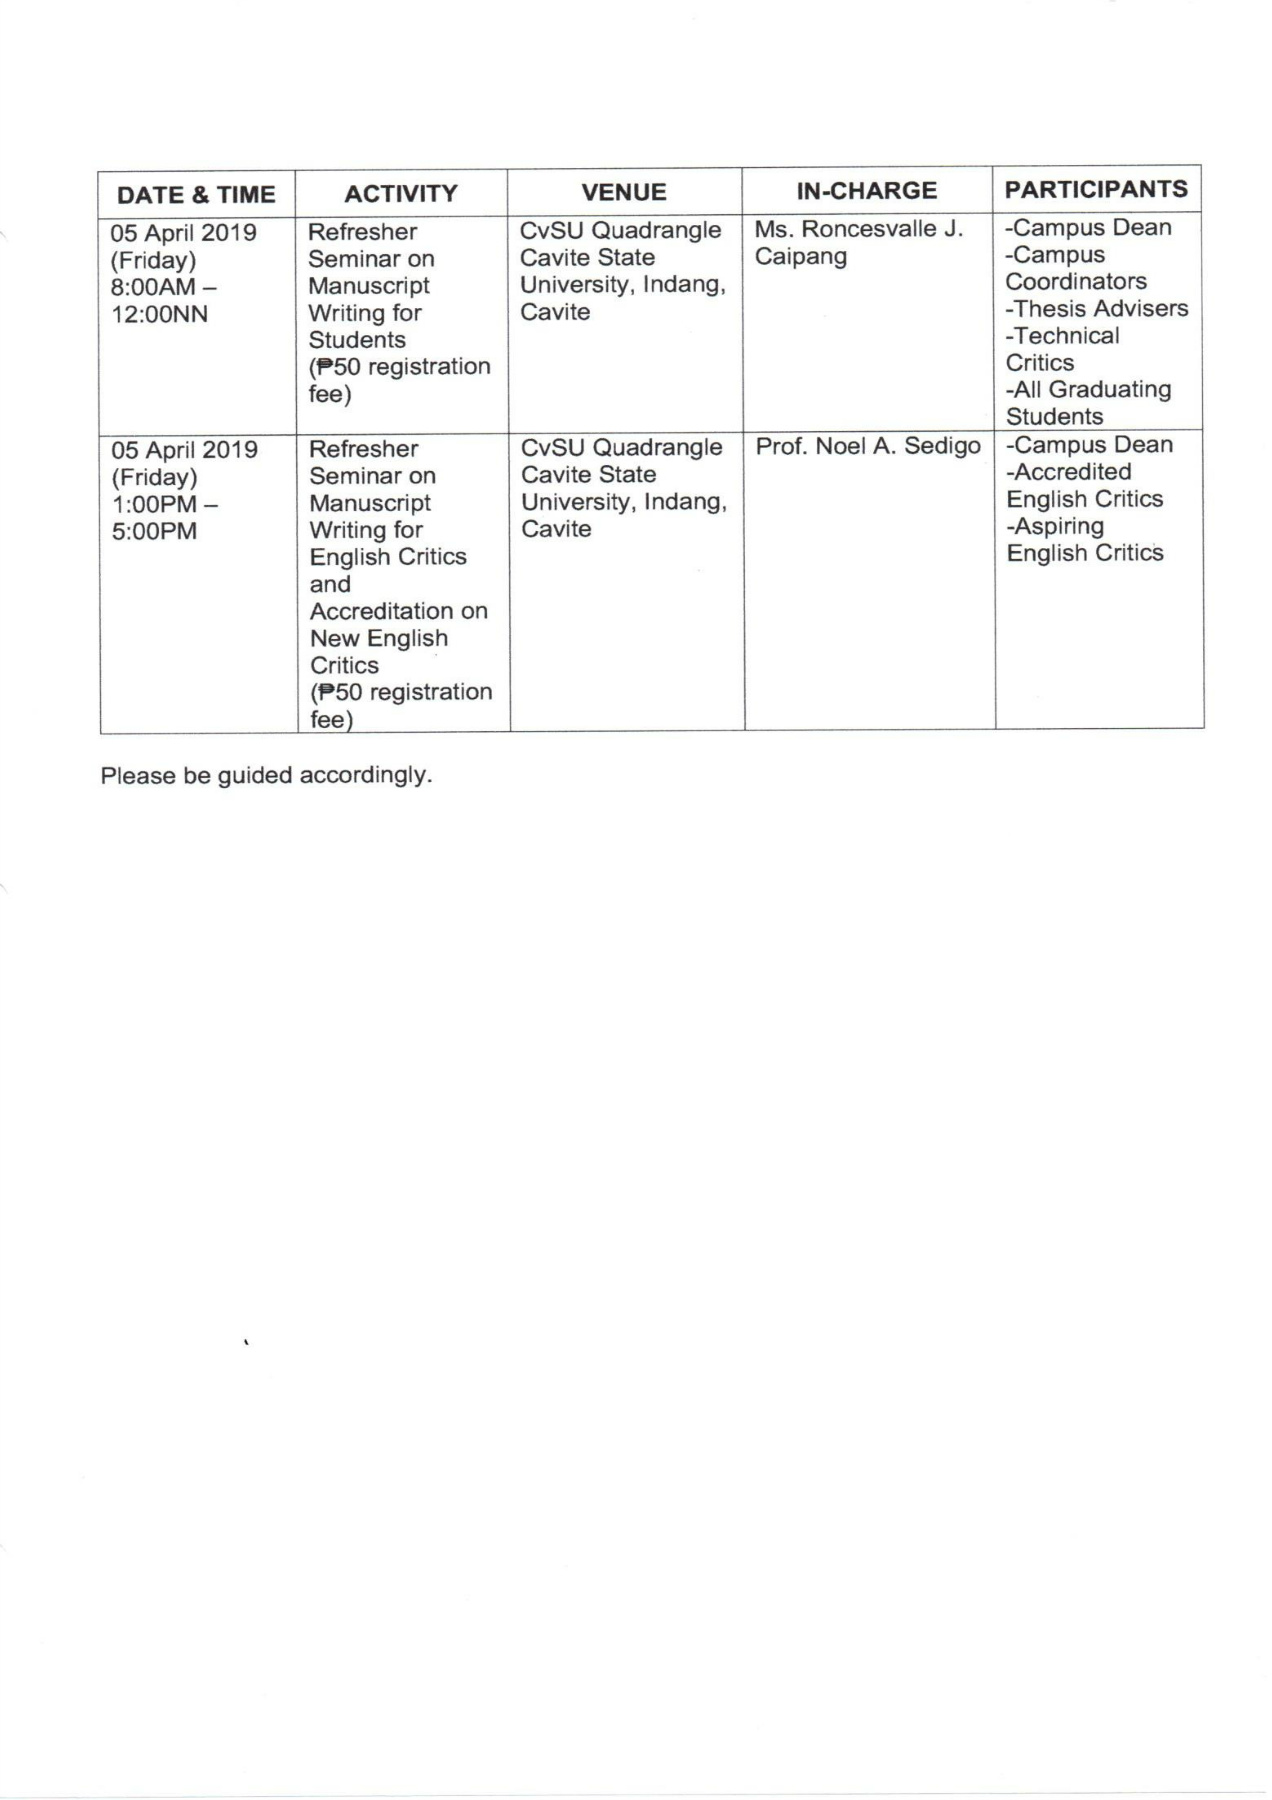 DATE & TIME
ACTIVITY
VENUE
IN-CHARGE
PARTICIPANTS
05 April 2019
(Friday)
8:00AM –
12:00NN
Refresher
Seminar on
Manuscript
Writing for
Students
(₱50 registration
fee)
CvSU Quadrangle
Cavite State
University, Indang,
Cavite
Ms. Roncesvalle J.
Caipang
-Campus Dean
-Campus
Coordinators
-Thesis Advisers
-Technical
Critics
-All Graduating
Students
05 April 2019
(Friday)
1:00PM –
5:00PM
Refresher
Seminar on
Manuscript
Writing for
English Critics
and
Accreditation on
New English
Critics
(₱50 registration
fee)
CvSU Quadrangle
Cavite State
University, Indang,
Cavite
Prof. Noel A. Sedigo
-Campus Dean
-Accredited
English Critics
-Aspiring
English Critics
Please be guided accordingly.